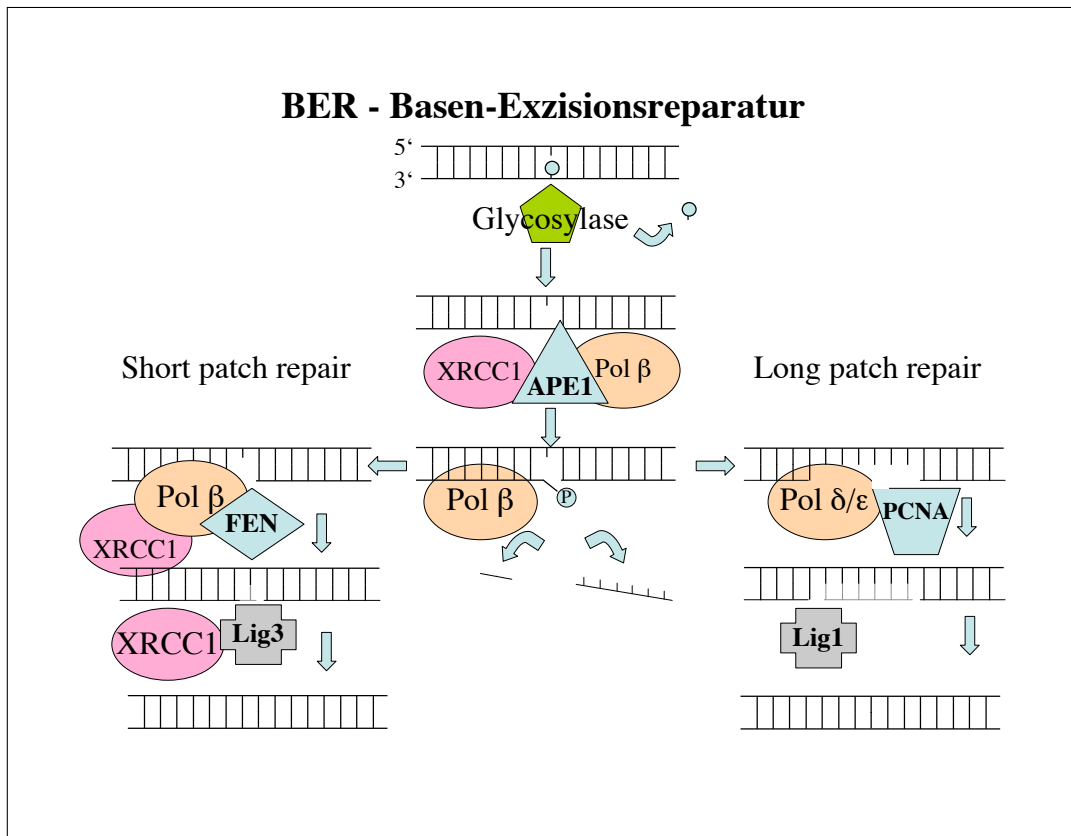 BER - Basen-Exzisionsreparatur
5‘
3‘
Glycosylase
Short patch repair
XRCC1
APE1
Pol β
Long patch repair
Pol β
FEN
XRCC1
Pol β
P
Pol δ/ε
PCNA
XRCC1
Lig3
Lig1